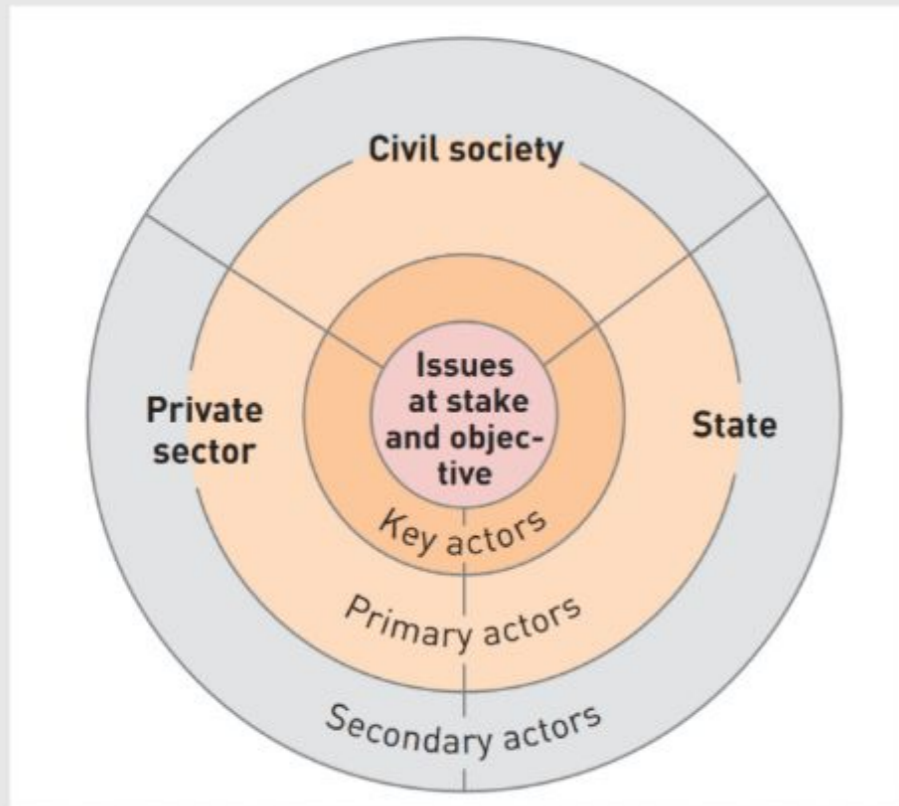 Civil society
Issues
at stake
and objec-
tive
Private
sector
State
Key actors
Primary actors
Secondary actors